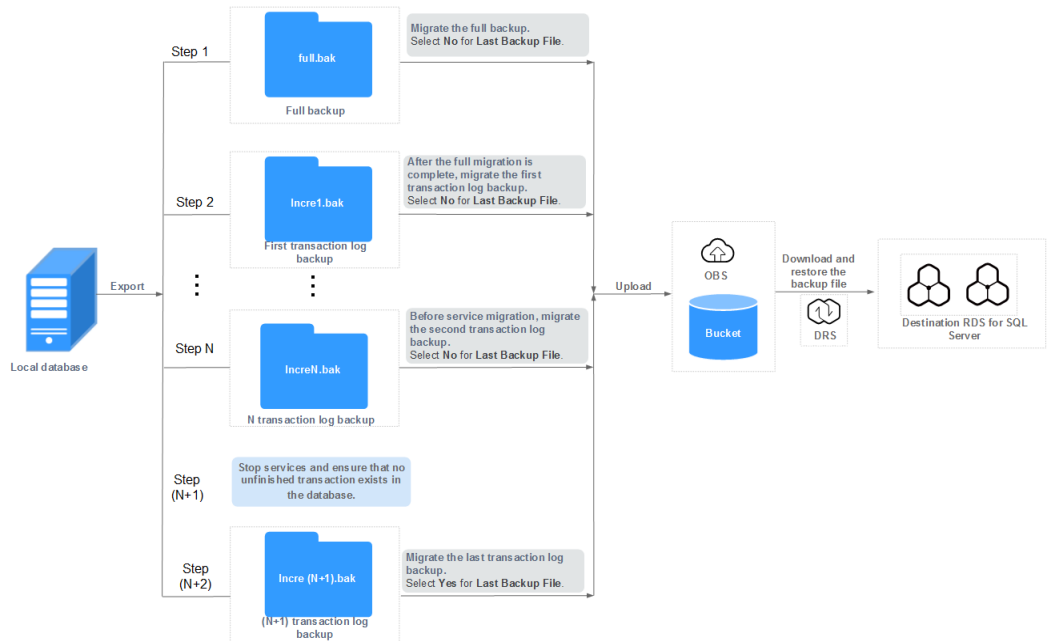 Step 1
full.bak
Full backup
Migrate the full backup.
Select No for Last Backup File.
Step 2
Incre1.bak
First transaction log
backup
After the full migration is
complete, migrate the first
transaction log backup.
Select No for Last Backup File.
Local database
Export
Step N
IncreN.bak
N transaction log backup
Before service migration, migrate
the second transaction log
backup.
Select No for Last Backup File.
Step
(N+1)
Stop services and ensure that no
unfinished transaction exists in
the database.
Step
(N+2)
Incre (N+1).bak
(N+1) transaction log
backup
Migrate the last transaction log
backup.
Select Yes for Last Backup File.
Upload
OBS
Bucket
Download and
restore the
backup file
DRS
Destination RDS for SQL
Server